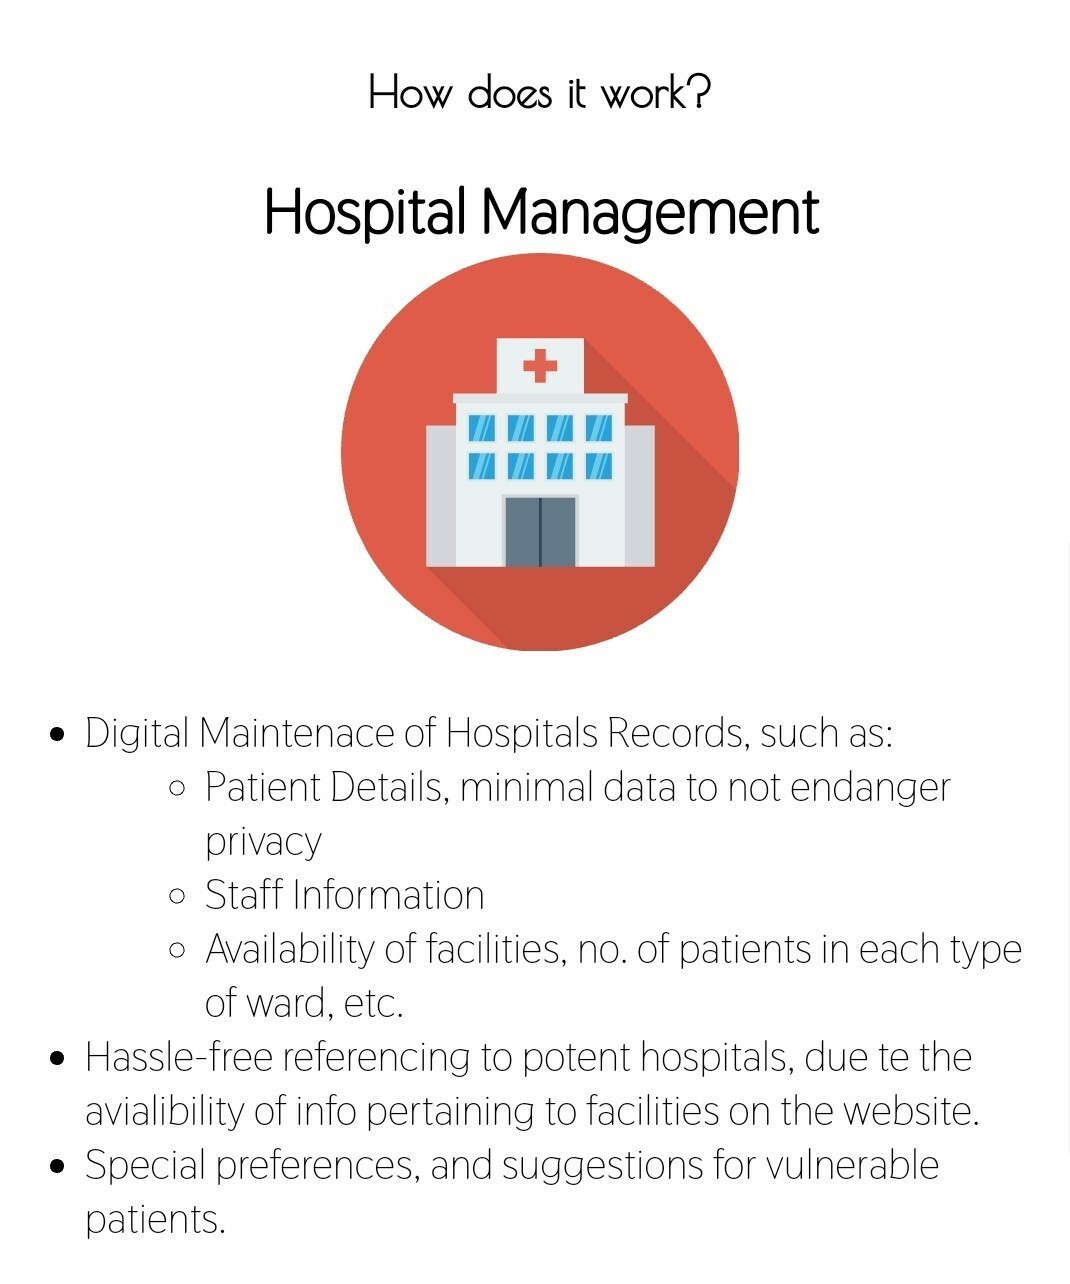 How does it work?
Hospital Management
• Digital Maintenace of Hospitals Records, such as:
◦ Patient Details, minimal data to not endanger
privacy
◦ Staff Information
◦ Availability of facilities, no. of patients in each type
of ward, etc.
• Hassle-free referencing to potent hospitals, due te the
avialibility of info pertaining to facilities on the website.
• Special preferences, and suggestions for vulnerable
patients.